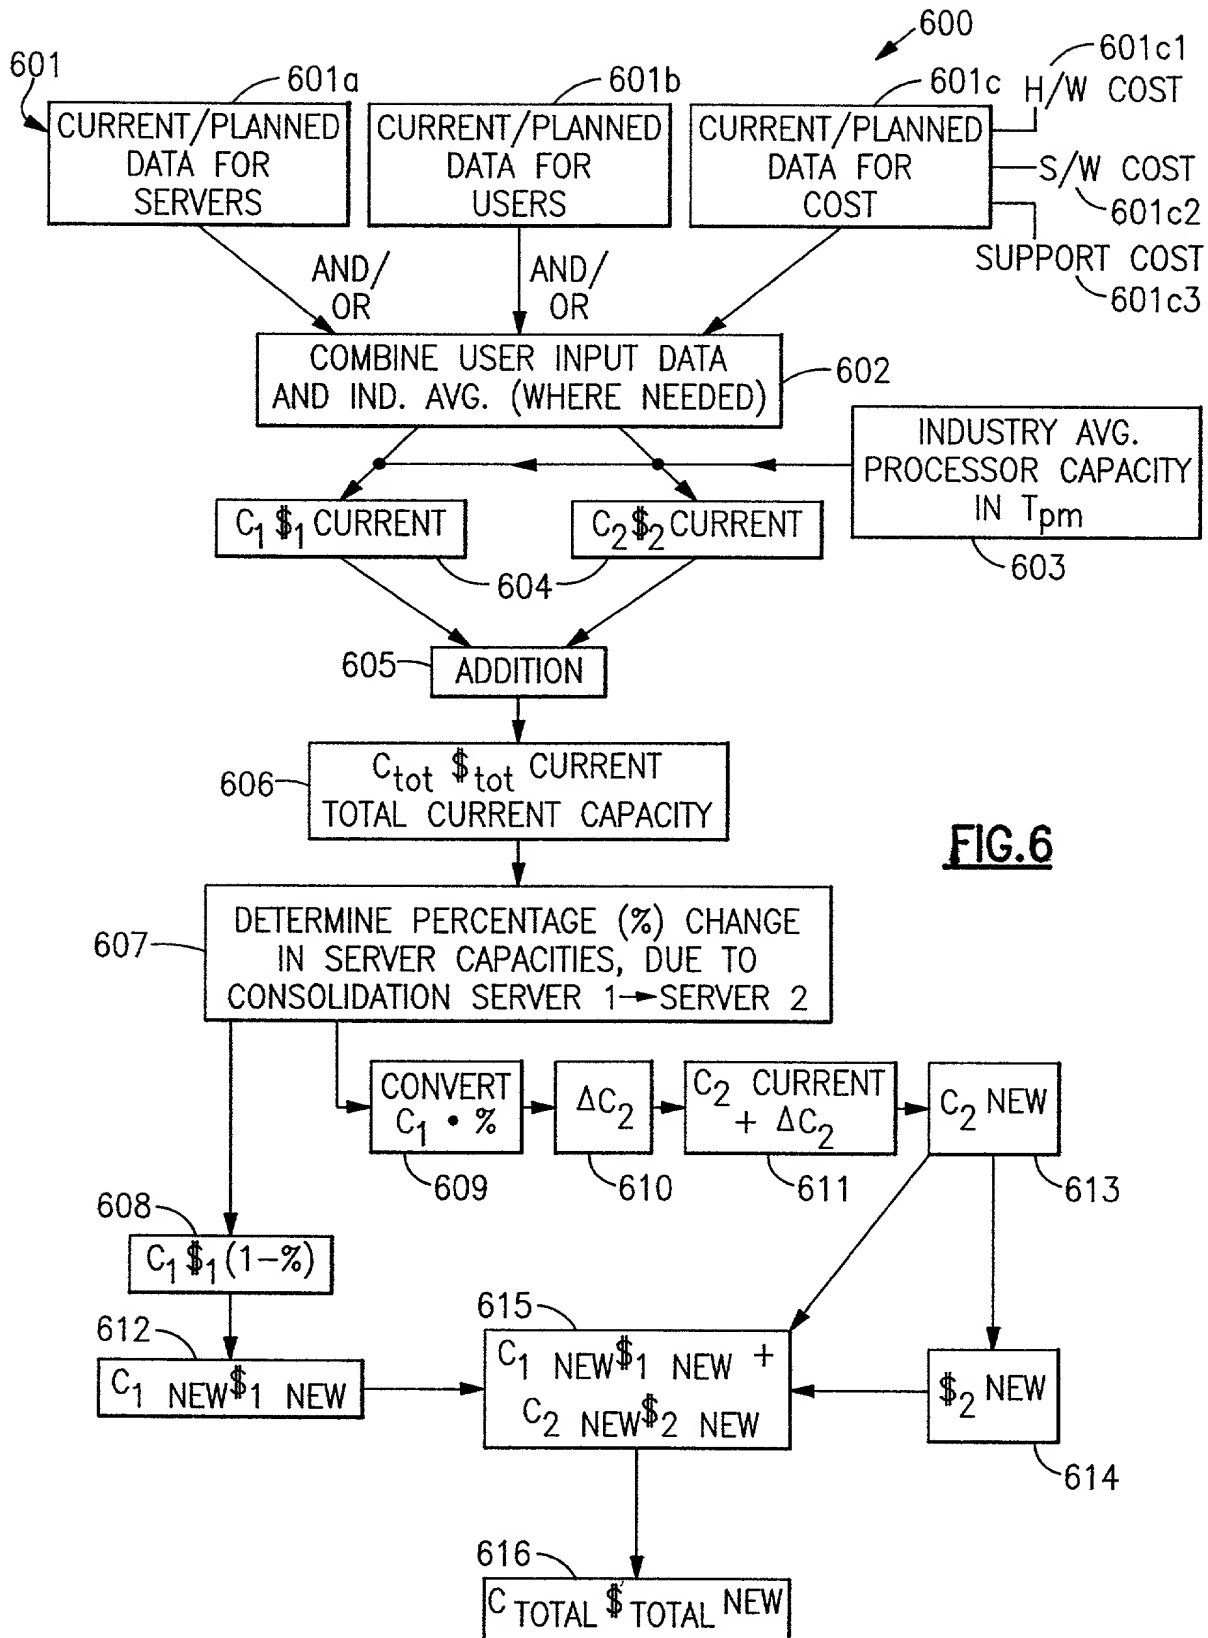 600
601
601a
601b
601c
601c1
H/W COST
CURRENT/PLANNED
DATA FOR
SERVERS
CURRENT/PLANNED
DATA FOR
USERS
CURRENT/PLANNED
DATA FOR
COST
S/W COST
601c2
SUPPORT COST
601c3
AND/
OR
AND/
OR
COMBINE USER INPUT DATA
AND IND. AVG. (WHERE NEEDED)
602
INDUSTRY AVG.
PROCESSOR CAPACITY
IN Tpm
603
C1 $1 CURRENT
C2 $2 CURRENT
604
605
ADDITION
606
Ctot $tot CURRENT
TOTAL CURRENT CAPACITY
FIG.6
607
DETERMINE PERCENTAGE (%) CHANGE
IN SERVER CAPACITIES, DUE TO
CONSOLIDATION SERVER 1→SERVER 2
CONVERT
C1 • %
609
ΔC2
610
C2 CURRENT
+ ΔC2
611
C2 NEW
613
608
C1 $1 (1–%)
612
C1 NEW $1 NEW
615
C1 NEW $1 NEW +
C2 NEW $2 NEW
$2 NEW
614
616
C TOTAL $ TOTAL NEW